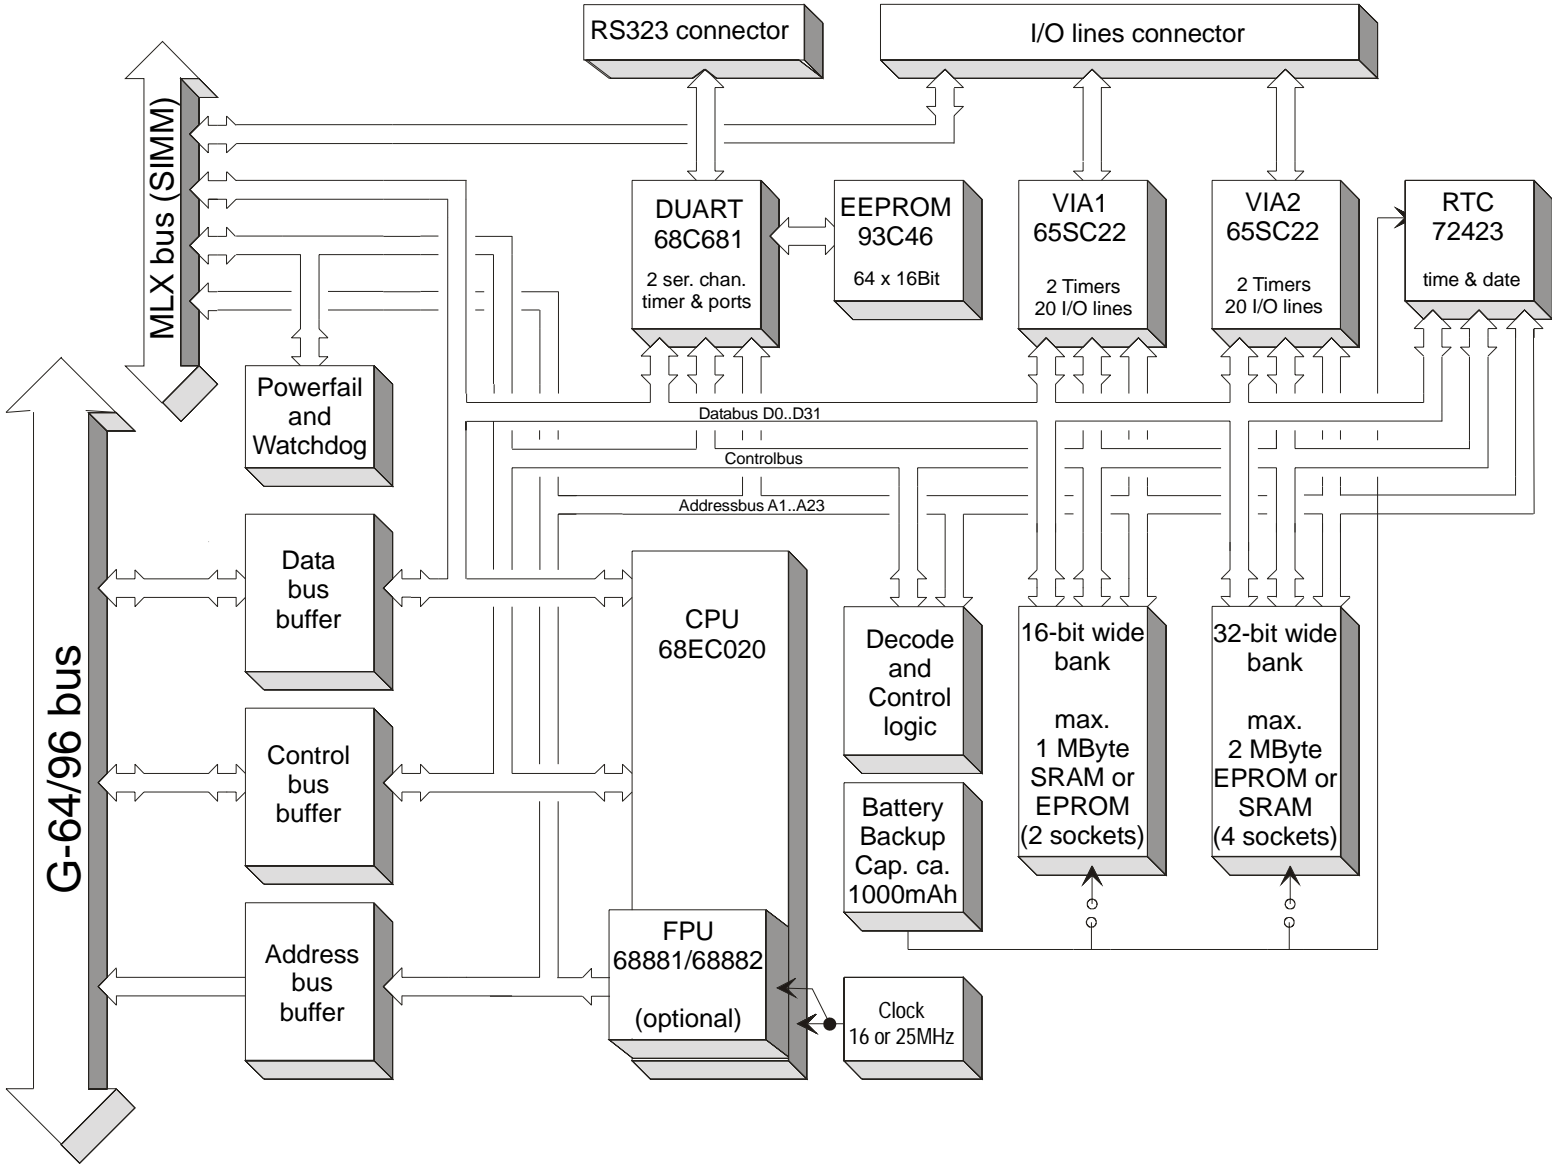 RS323 connector
I/O lines connector
MLX bus (SIMM)
DUART
68C681
2 ser. chan.
timer & ports
EEPROM
93C46
64 x 16Bit
VIA1
65SC22
2 Timers
20 I/O lines
VIA2
65SC22
2 Timers
20 I/O lines
RTC
72423
time & date
Powerfail
and
Watchdog
Databus D0..D31
Controlbus
Addressbus A1..A23
G-64/96 bus
Data
bus
buffer
CPU
68EC020
Decode
and
Control
logic
16-bit wide
bank
max.
1 MByte
SRAM or
EPROM
(2 sockets)
32-bit wide
bank
max.
2 MByte
EPROM or
SRAM
(4 sockets)
Control
bus
buffer
Battery
Backup
Cap. ca.
1000mAh
Address
bus
buffer
FPU
68881/68882
(optional)
Clock
16 or 25MHz